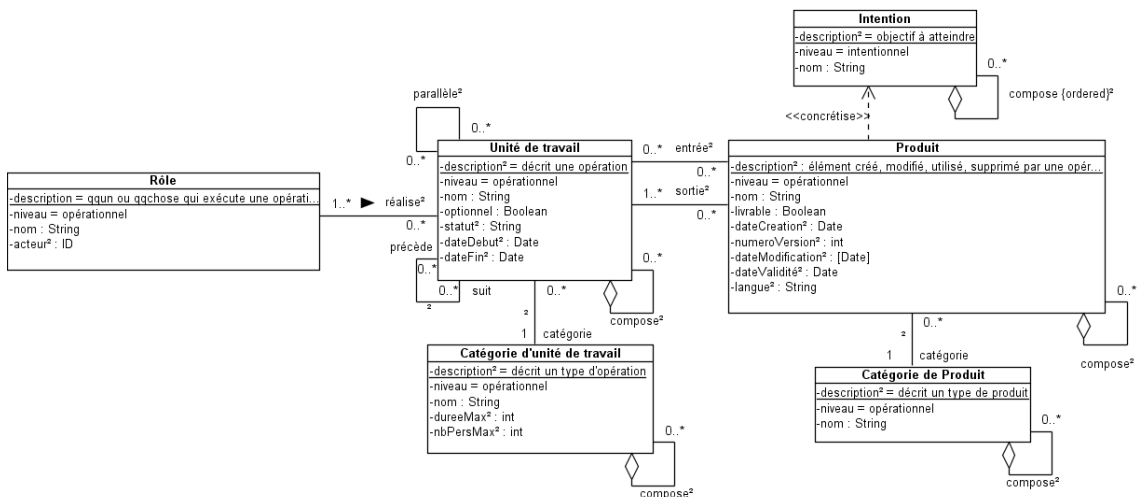 Intention
-description² = objectif à atteindre
-niveau = intentionnel
-nom : String
0..*
compose {ordered}²
<<concrétise>>
parallèle²
0..*
0..*
Unité de travail
-description² = décrit une opération
-niveau = opérationnel
-nom : String
-optionnel : Boolean
-statut² : String
-dateDebut² : Date
-dateFin² : Date
0..*
entrée²
0..*
1..*
sortie²
0..*
Produit
-description² : élément créé, modifié, utilisé, supprimé par une opér...
-niveau = opérationnel
-nom : String
-livrable : Boolean
-dateCreation² : Date
-numeroVersion² : int
-dateModification² : [Date]
-dateValidité² : Date
-langue² : String
Rôle
-description = qqun ou qqchose qui exécute une opérati...
-niveau = opérationnel
-nom : String
-acteur² : ID
1..*
réalise²
0..*
précède
0..*
0..*
suit
²
0..*
0..*
compose²
²
1
catégorie
Catégorie d'unité de travail
-description² = décrit un type d'opération
-niveau = opérationnel
-nom : String
-dureeMax² : int
-nbPersMax² : int
0..*
compose²
0..*
compose²
²
0..*
1
catégorie
Catégorie de Produit
-description² = décrit un type de produit
-niveau = opérationnel
-nom : String
0..*
compose²